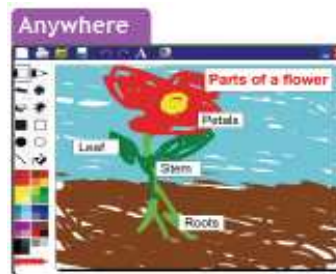 Anywhere
Parts of a flower
Petals
Leaf
Stem
Roots